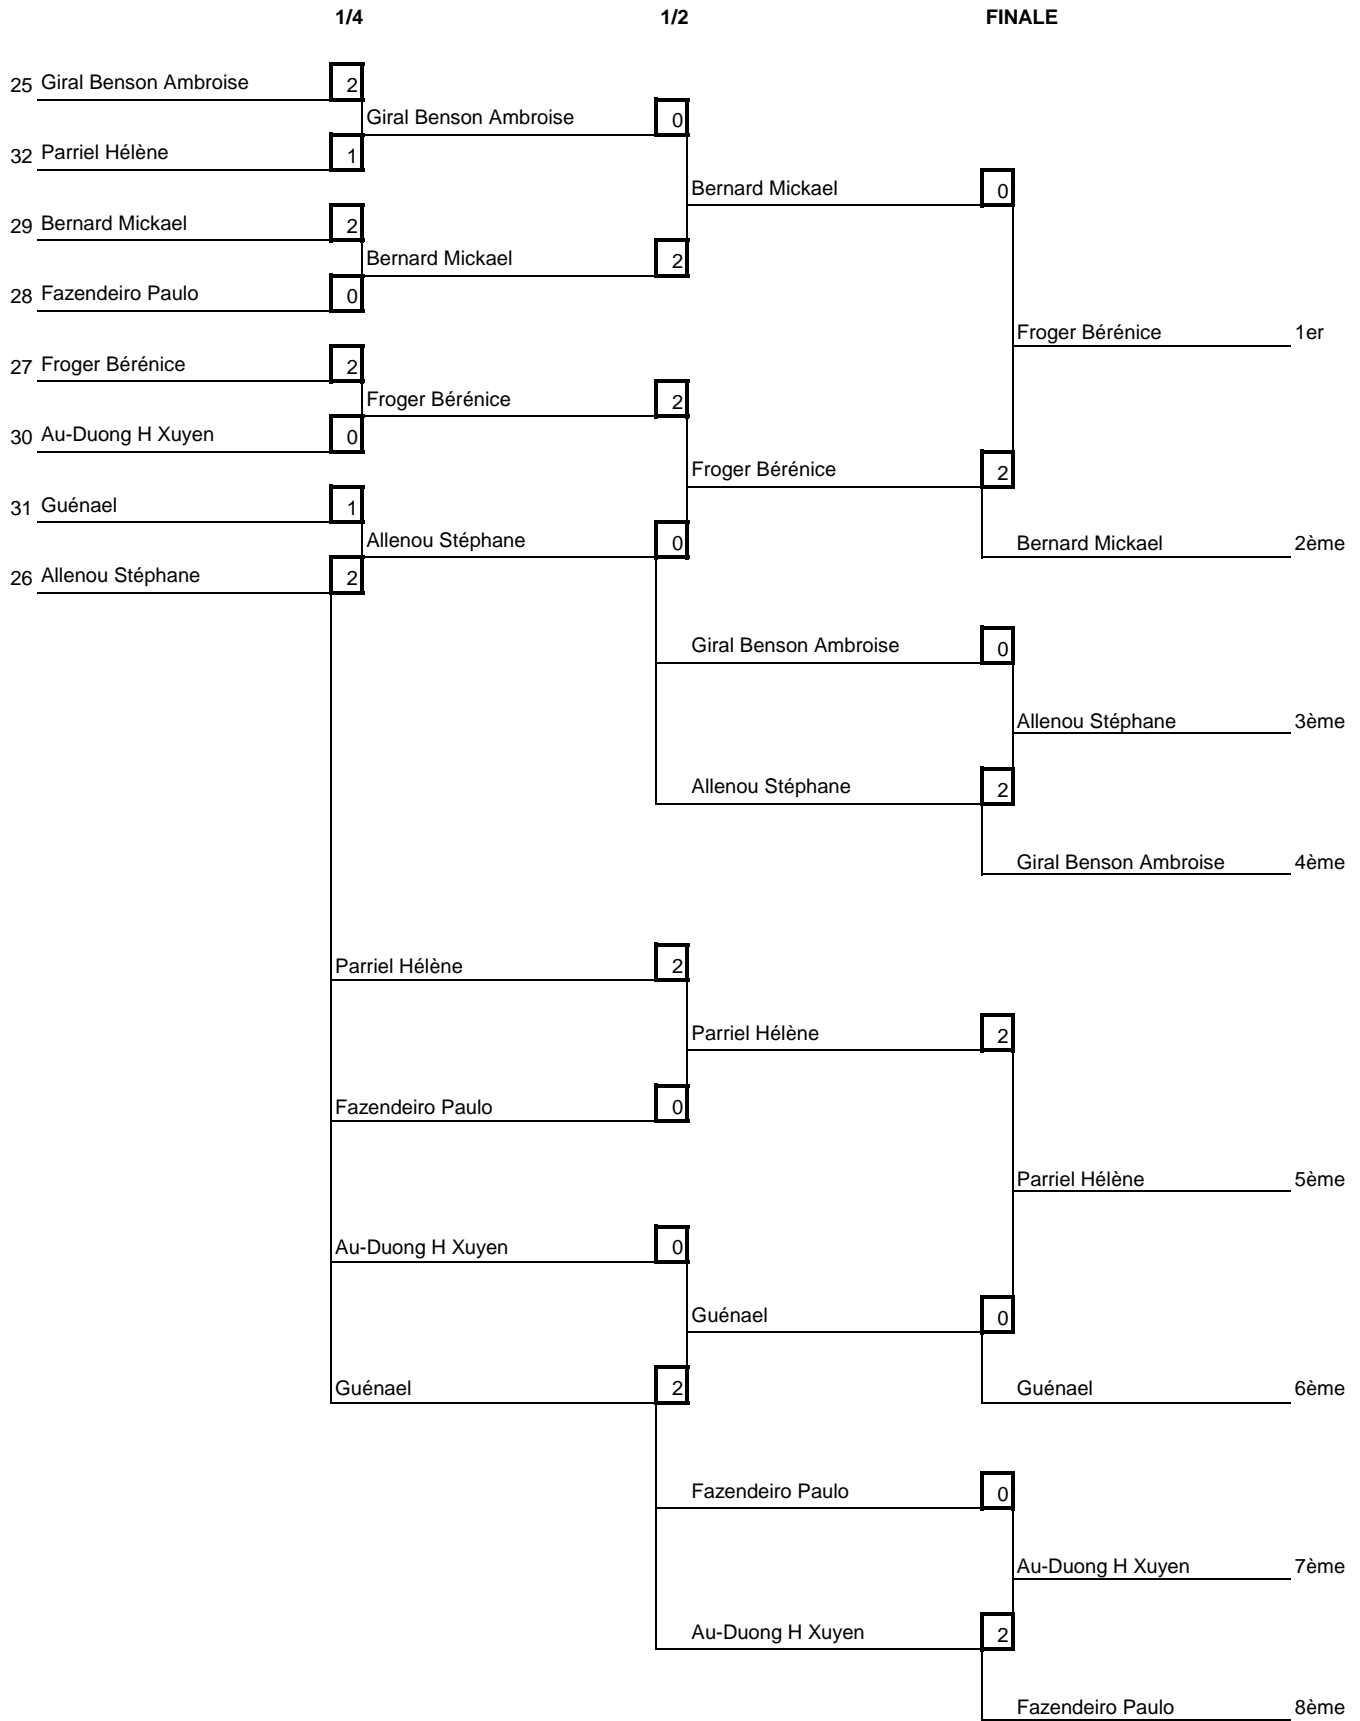 1/4 1/2 FINALE
25 Giral Benson Ambroise 2
Giral Benson Ambroise 0
32 Parriel Hélène 1
Bernard Mickael 0
29 Bernard Mickael 2
Bernard Mickael 2
28 Fazendeiro Paulo 0
Froger Bérénice 1er
27 Froger Bérénice 2
Froger Bérénice 2
30 Au-Duong H Xuyen 0
Froger Bérénice 2
31 Guénael 1
Allenou Stéphane 0
Bernard Mickael 2ème
26 Allenou Stéphane 2
Giral Benson Ambroise 0
Allenou Stéphane 3ème
Allenou Stéphane 2
Giral Benson Ambroise 4ème
Parriel Hélène 2
Parriel Hélène 2
Fazendeiro Paulo 0
Parriel Hélène 5ème
Au-Duong H Xuyen 0
Guénael 0
Guénael 2
Guénael 6ème
Fazendeiro Paulo 0
Au-Duong H Xuyen 7ème
Au-Duong H Xuyen 2
Fazendeiro Paulo 8ème